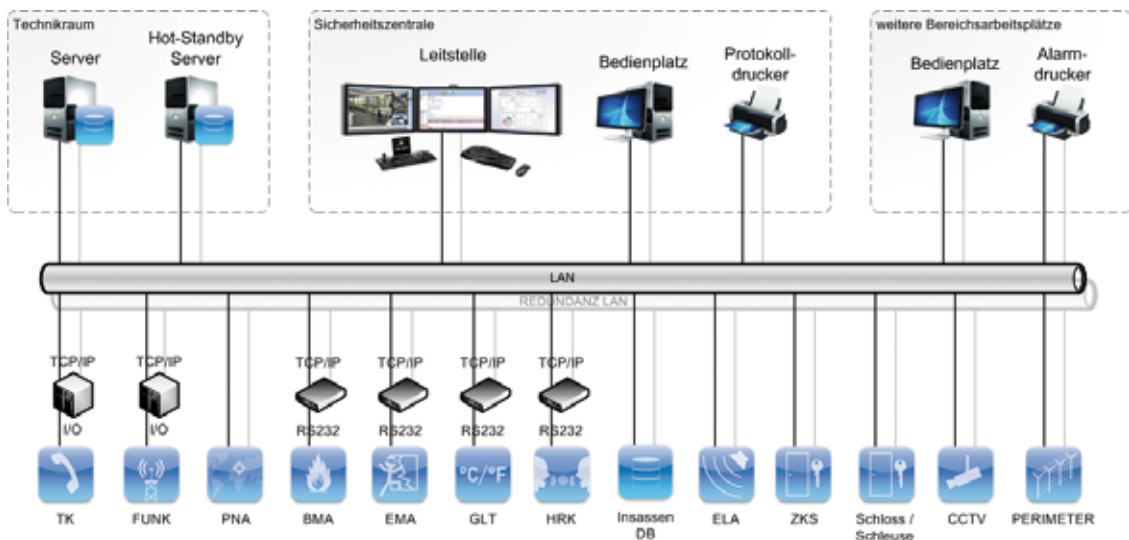 Technikraum
Sicherheitszentrale
weitere Bereichsarbeitsplätze
Server
Hot-Standby
Server
Leitstelle
Bedienplatz
Protokoll-
drucker
Bedienplatz
Alarm-
drucker
LAN
REDUNDANZ LAN
TCP/IP
TCP/IP
TCP/IP
TCP/IP
TCP/IP
TCP/IP
I/O
I/O
RS232
RS232
RS232
RS232
°C/°F
TK
FUNK
PNA
BMA
EMA
GLT
HRK
Insassen
DB
ELA
ZKS
Schloss /
Schleuse
CCTV
PERIMETER